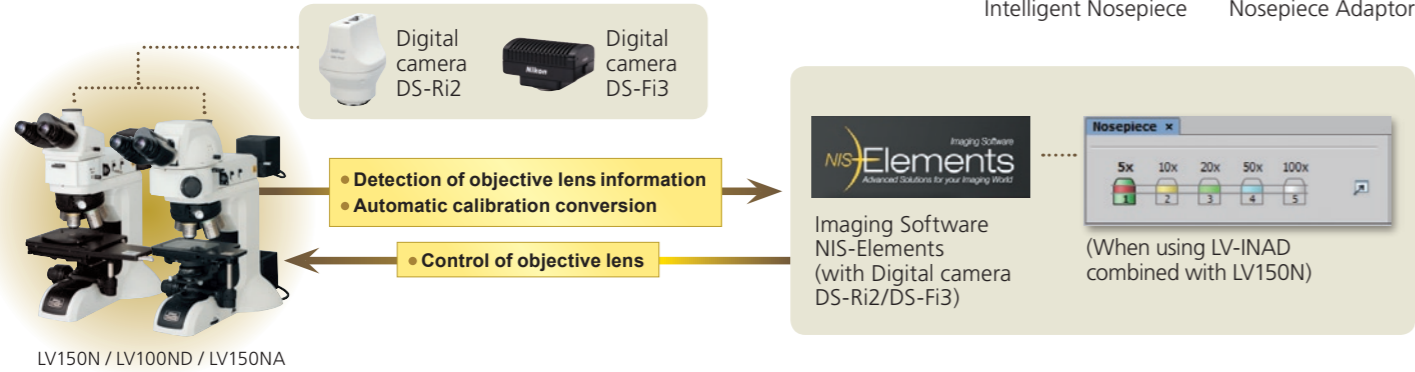 Intelligent Nosepiece
Nosepiece Adaptor
Digital
camera
DS-Ri2
Digital
camera
DS-Fi3
Nikon
• Detection of objective lens information
• Automatic calibration conversion
• Control of objective lens
LV150N / LV100ND / LV150NA
Imaging Software
NIS-Elements
Advanced Solutions for your Imaging World
Imaging Software
NIS-Elements
(with Digital camera
DS-Ri2/DS-Fi3)
Nosepiece ×
5x 10x 20x 50x 100x
1 2 3 4 5
(When using LV-INAD
combined with LV150N)